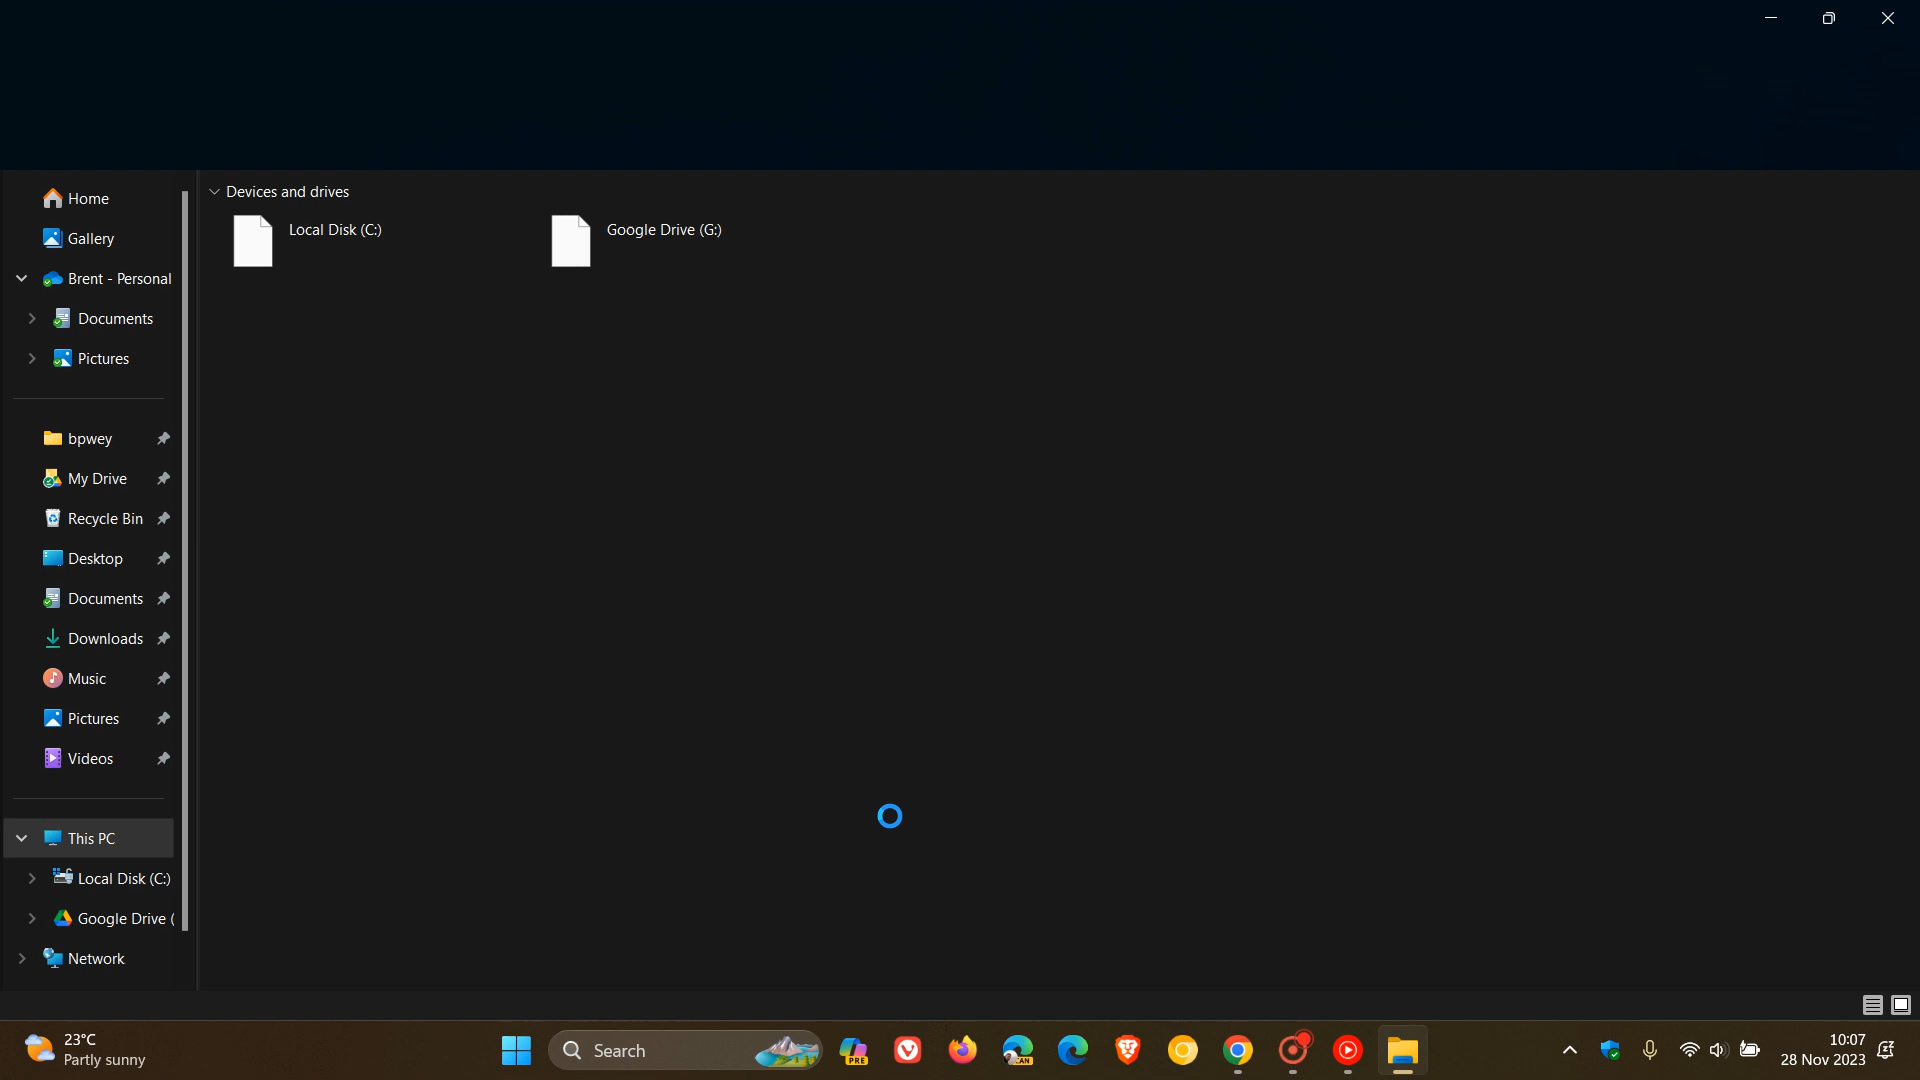 Home
Gallery
Brent - Personal
Documents
Pictures
bpwey
My Drive
Recycle Bin
Desktop
Documents
Downloads
Music
Pictures
Videos
This PC
Local Disk (C:)
Google Drive (
Network
Devices and drives
Local Disk (C:)
Google Drive (G:)
23°C
Partly sunny
Search
PRE
CAN
10:07
28 Nov 2023